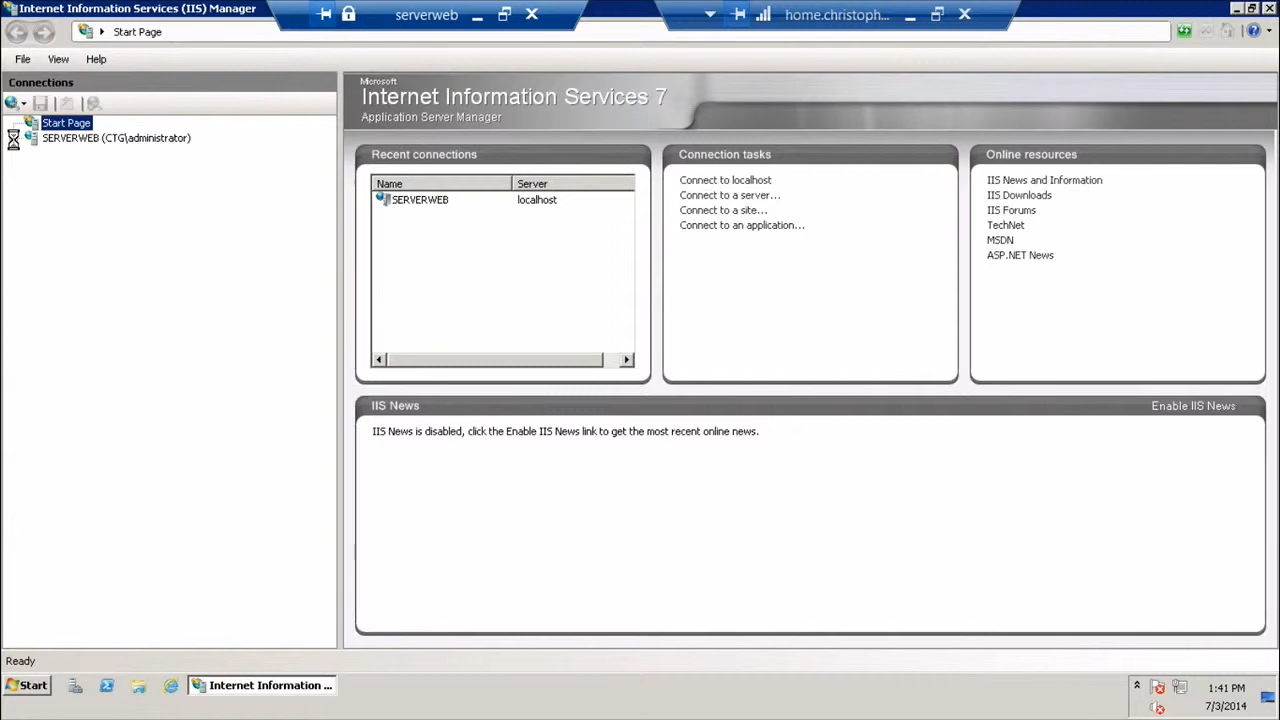 Internet Information Services (IIS) Manager
serverweb
home.christoph...
Start Page
File View Help
Connections
Start Page
SERVERWEB (CTG\administrator)
Microsoft
Internet Information Services 7
Application Server Manager
Recent connections
Name Server
SERVERWEB localhost
Connection tasks
Connect to localhost
Connect to a server...
Connect to a site...
Connect to an application...
Online resources
IIS News and Information
IIS Downloads
IIS Forums
TechNet
MSDN
ASP.NET News
IIS News
Enable IIS News
IIS News is disabled, click the Enable IIS News link to get the most recent online news.
Ready
Start
Internet Information ...
1:41 PM
7/3/2014